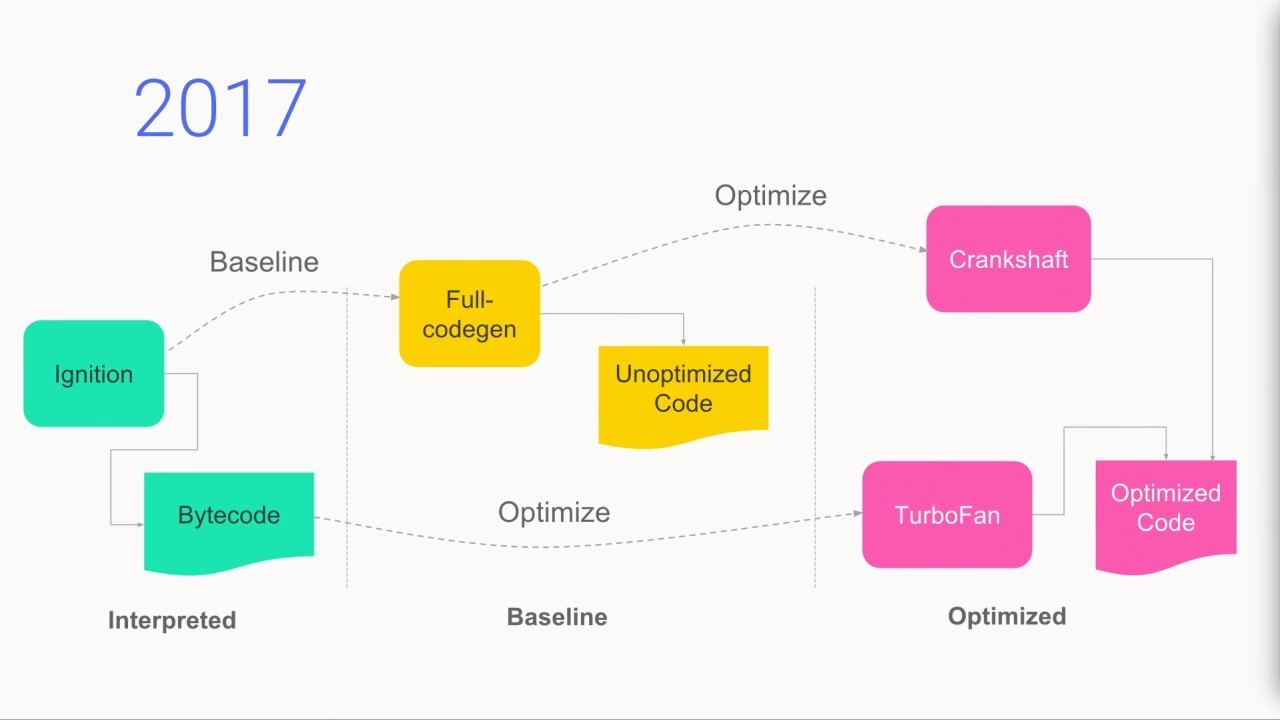 2017
Optimize
Crankshaft
Baseline
Full-
codegen
Ignition
Unoptimized
Code
Bytecode
Optimize
TurboFan
Optimized
Code
Interpreted
Baseline
Optimized